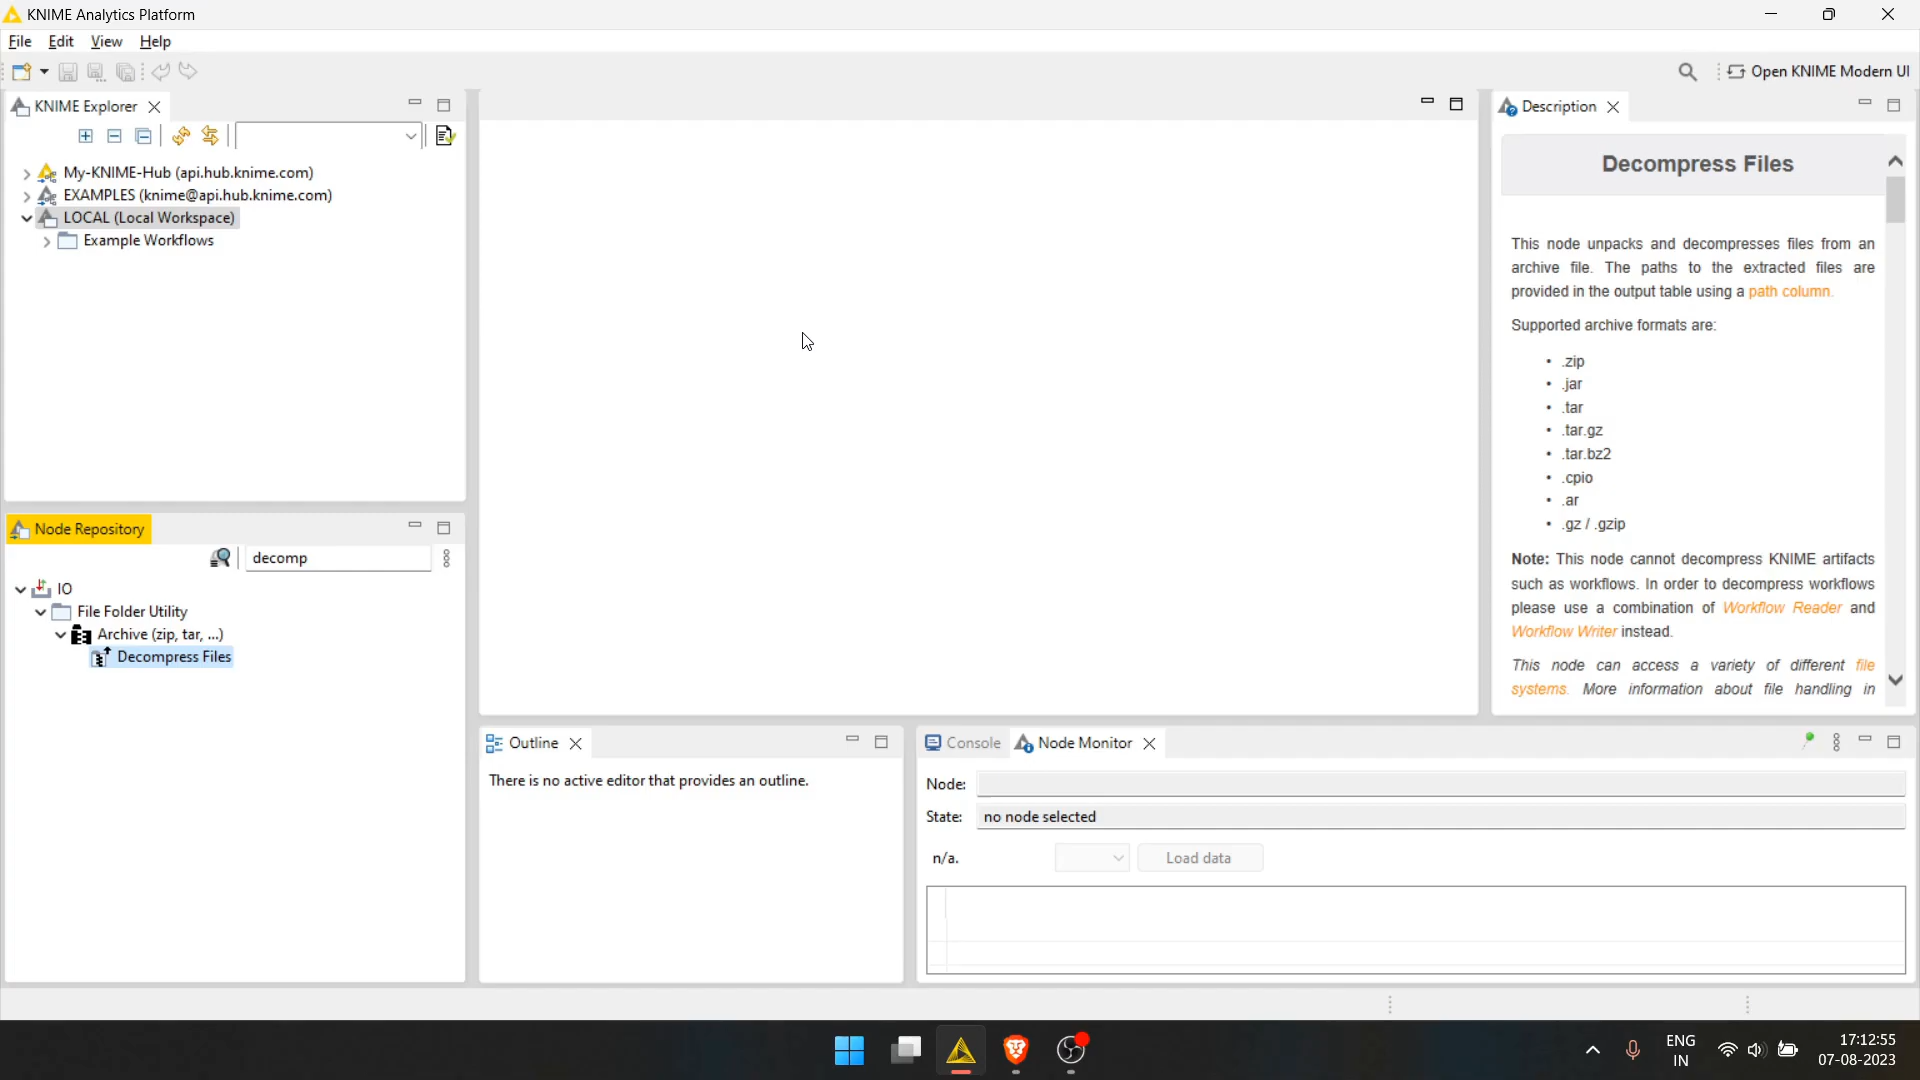 KNIME Analytics Platform
File Edit View Help
Open KNIME Modern UI
KNIME Explorer
My-KNIME-Hub (api.hub.knime.com)
EXAMPLES (knime@api.hub.knime.com)
LOCAL (Local Workspace)
Example Workflows
Node Repository
decomp
IO
File Folder Utility
Archive (zip, tar, ...)
Decompress Files
Outline
There is no active editor that provides an outline.
Console Node Monitor
Node:
State: no node selected
n/a. Load data
Description
Decompress Files
This node unpacks and decompresses files from an
archive file. The paths to the extracted files are
provided in the output table using a path column.
Supported archive formats are:
• .zip
• .jar
• .tar
• .tar.gz
• .tar.bz2
• .cpio
• .ar
• .gz / .gzip
Note: This node cannot decompress KNIME artifacts
such as workflows. In order to decompress workflows
please use a combination of Workflow Reader and
Workflow Writer instead.
This node can access a variety of different file
systems. More information about file handling in
ENG
IN
17:12:55
07-08-2023